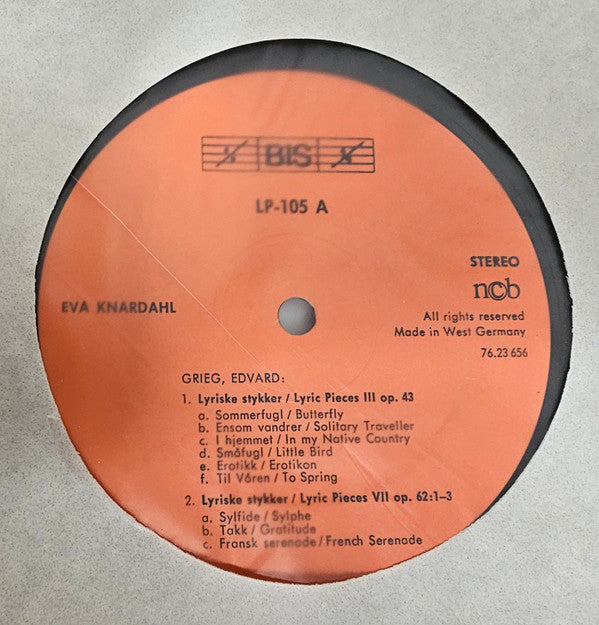 BIS
LP-105 A
STEREO
ncb
EVA KNARDAHL
All rights reserved
Made in West Germany
76.23 656
GRIEG, EDVARD:
1. Lyriske stykker / Lyric Pieces III op. 43
a. Sommerfugl / Butterfly
b. Ensom vandrer / Solitary Traveller
c. I hjemmet / In my Native Country
d. Småfugl / Little Bird
e. Erotikk / Erotikon
f. Til Våren / To Spring
2. Lyriske stykker / Lyric Pieces VII op. 62:1–3
a. Sylfide / Sylphe
b. Takk / Gratitude
c. Fransk serenade / French Serenade